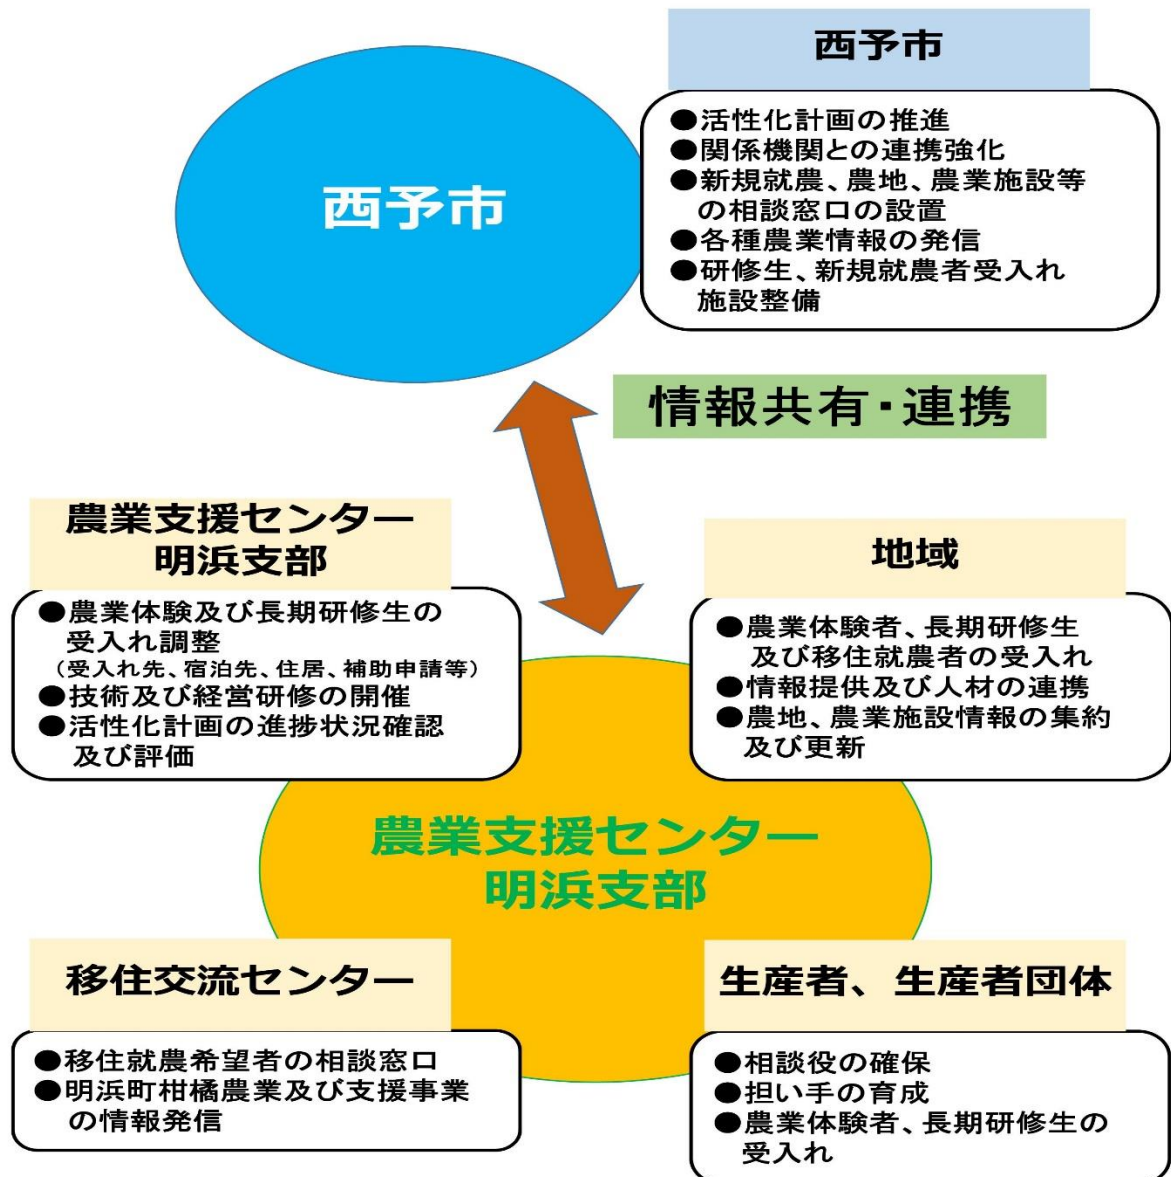 西予市
西予市
●活性化計画の推進
●関係機関との連携強化
●新規就農、農地、農業施設等
の相談窓口の設置
●各種農業情報の発信
●研修生、新規就農者受入れ
施設整備
情報共有・連携
農業支援センター
明浜支部
●農業体験及び長期研修生の
受入れ調整
（受入れ先、宿泊先、住居、補助申請等）
●技術及び経営研修の開催
●活性化計画の進捗状況確認
及び評価
地域
●農業体験者、長期研修生
及び移住就農者の受入れ
●情報提供及び人材の連携
●農地、農業施設情報の集約
及び更新
農業支援センター
明浜支部
移住交流センター
●移住就農希望者の相談窓口
●明浜町柑橘農業及び支援事業
の情報発信
生産者、生産者団体
●相談役の確保
●担い手の育成
●農業体験者、長期研修生の
受入れ